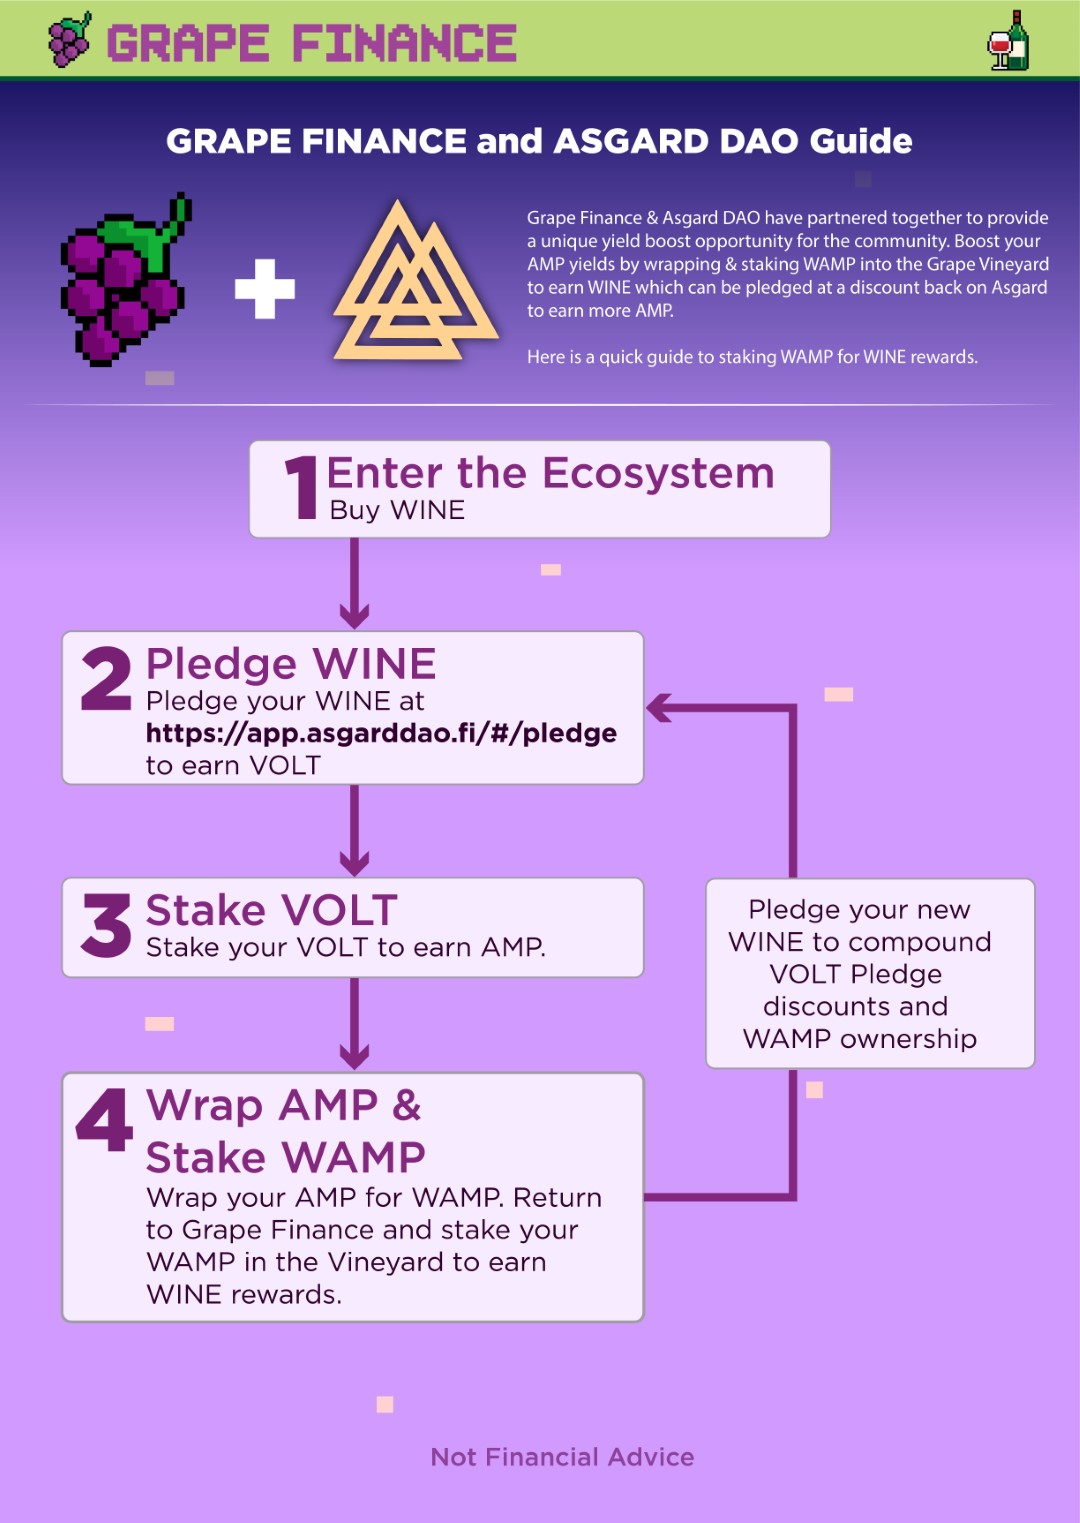 GRAPE FINANCE
GRAPE FINANCE and ASGARD DAO Guide
Grape Finance & Asgard DAO have partnered together to provide
a unique yield boost opportunity for the community. Boost your
AMP yields by wrapping & staking WAMP into the Grape Vineyard
to earn WINE which can be pledged at a discount back on Asgard
to earn more AMP.
Here is a quick guide to staking WAMP for WINE rewards.
1 Enter the Ecosystem
Buy WINE
2 Pledge WINE
Pledge your WINE at
https://app.asgarddao.fi/#/pledge
to earn VOLT
3 Stake VOLT
Stake your VOLT to earn AMP.
4 Wrap AMP &
Stake WAMP
Wrap your AMP for WAMP. Return
to Grape Finance and stake your
WAMP in the Vineyard to earn
WINE rewards.
Pledge your new
WINE to compound
VOLT Pledge
discounts and
WAMP ownership
Not Financial Advice